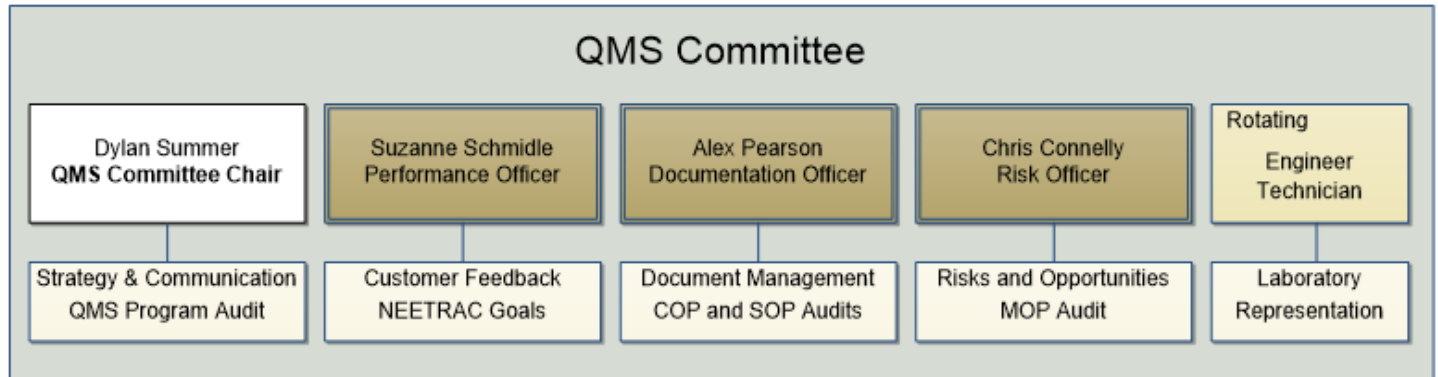 QMS Committee
Dylan Summer
QMS Committee Chair
Strategy & Communication
QMS Program Audit
Suzanne Schmidle
Performance Officer
Customer Feedback
NEETRAC Goals
Alex Pearson
Documentation Officer
Document Management
COP and SOP Audits
Chris Connelly
Risk Officer
Risks and Opportunities
MOP Audit
Rotating
Engineer
Technician
Laboratory
Representation